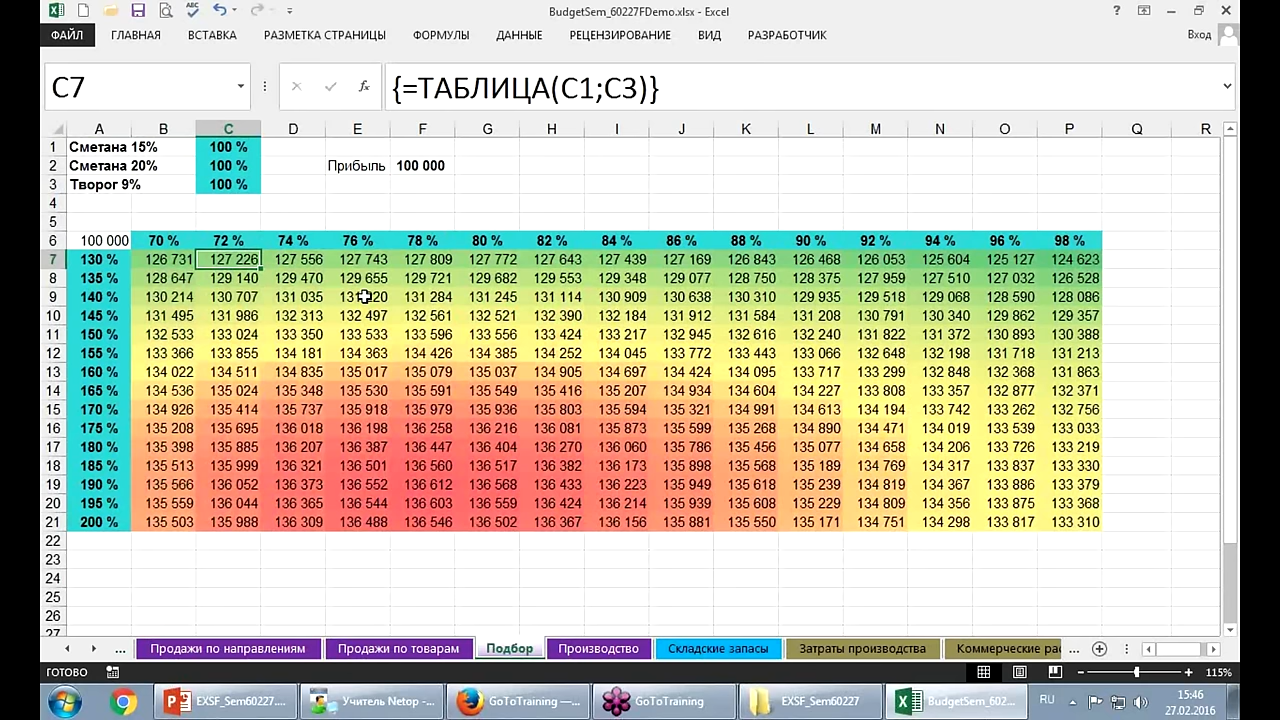 BudgetSem_60227FDemo.xlsx - Excel
ФАЙЛ ГЛАВНАЯ ВСТАВКА РАЗМЕТКА СТРАНИЦЫ ФОРМУЛЫ ДАННЫЕ РЕЦЕНЗИРОВАНИЕ ВИД РАЗРАБОТЧИК Вход
C7 fx {=ТАБЛИЦА(C1;C3)}
A B C D E F G H I J K L M N O P Q R
1 Сметана 15% 100 %
2 Сметана 20% 100 % Прибыль 100 000
3 Творог 9% 100 %
4
5
6 100 000 70 % 72 % 74 % 76 % 78 % 80 % 82 % 84 % 86 % 88 % 90 % 92 % 94 % 96 % 98 %
7 130 % 126 731 127 226 127 556 127 743 127 809 127 772 127 643 127 439 127 169 126 843 126 468 126 053 125 604 125 127 124 623
8 135 % 128 647 129 140 129 470 129 655 129 721 129 682 129 553 129 348 129 077 128 750 128 375 127 959 127 510 127 032 126 528
9 140 % 130 214 130 707 131 035 131 284 131 245 131 114 130 909 130 638 130 310 129 935 129 518 129 068 128 590 128 086
10 145 % 131 495 131 986 132 313 132 497 132 561 132 521 132 390 132 184 131 912 131 584 131 208 130 791 130 340 129 862 129 357
11 150 % 132 533 133 024 133 350 133 533 133 596 133 556 133 424 133 217 132 945 132 616 132 240 131 822 131 372 130 893 130 388
12 155 % 133 366 133 855 134 181 134 363 134 426 134 385 134 252 134 045 133 772 133 443 133 066 132 648 132 198 131 718 131 213
13 160 % 134 022 134 511 134 835 135 017 135 079 135 037 134 905 134 697 134 424 134 095 133 717 133 299 132 848 132 368 131 863
14 165 % 134 536 135 024 135 348 135 530 135 591 135 549 135 416 135 207 134 934 134 604 134 227 133 808 133 357 132 877 132 371
15 170 % 134 926 135 414 135 737 135 918 135 979 135 936 135 803 135 594 135 321 134 991 134 613 134 194 133 742 133 262 132 756
16 175 % 135 208 135 695 136 018 136 198 136 258 136 216 136 081 135 873 135 599 135 268 134 890 134 471 134 019 133 539 133 033
17 180 % 135 398 135 885 136 207 136 387 136 447 136 404 136 270 136 060 135 786 135 456 135 077 134 658 134 206 133 726 133 219
18 185 % 135 513 135 999 136 321 136 501 136 560 136 517 136 382 136 173 135 898 135 568 135 189 134 769 134 317 133 837 133 330
19 190 % 135 566 136 052 136 373 136 552 136 612 136 568 136 433 136 223 135 949 135 618 135 239 134 819 134 367 133 886 133 379
20 195 % 135 559 136 044 136 365 136 544 136 603 136 559 136 424 136 214 135 939 135 608 135 229 134 809 134 356 133 875 133 368
21 200 % 135 503 135 988 136 309 136 488 136 546 136 502 136 367 136 156 135 881 135 550 135 171 134 751 134 298 133 817 133 310
22
23
24
25
26
27
... Продажи по направлениям Продажи по товарам Подбор Производство Складские запасы Затраты производства Коммерческие рас ...
ГОТОВО 115%
EXSF_Sem60227.... Учитель Netop -... GoToTraining —... GoToTraining EXSF_Sem60227 BudgetSem_602... RU 15:46
27.02.2016